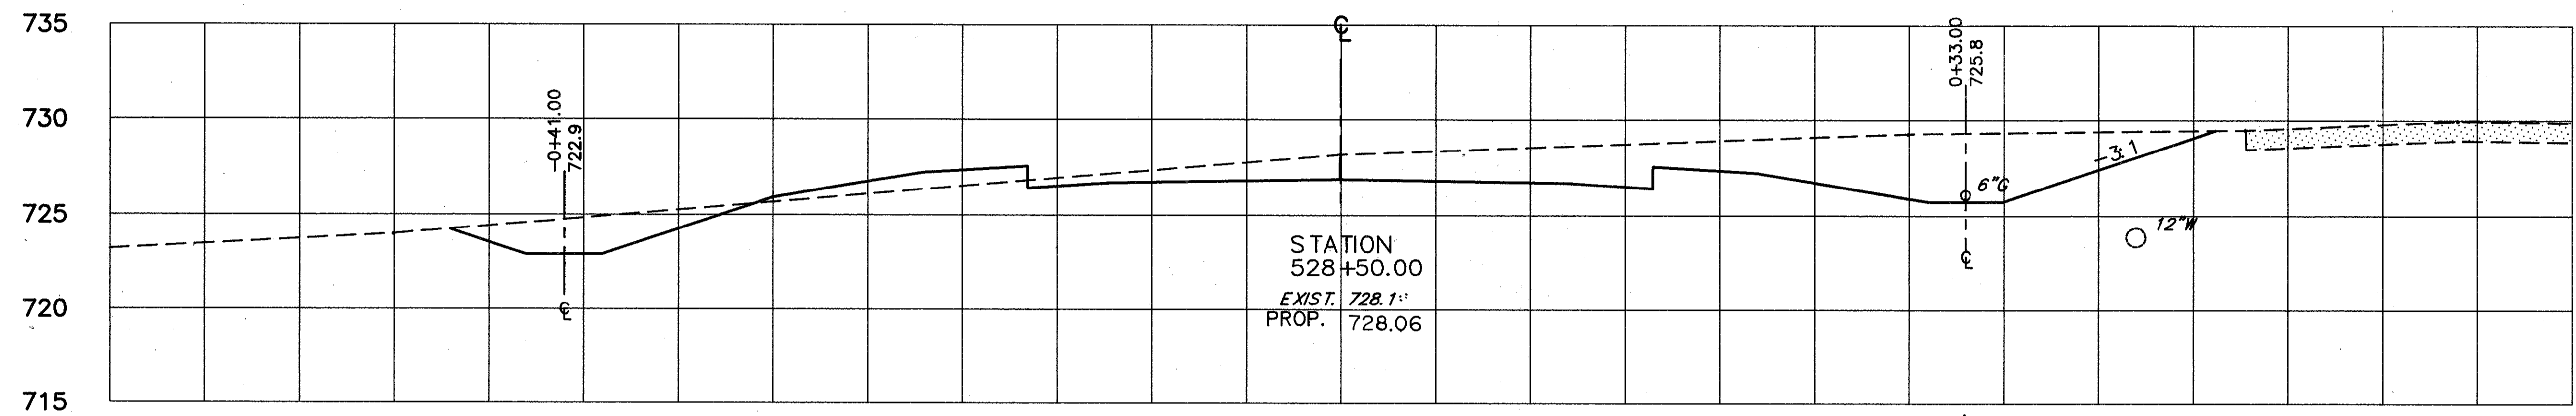 735
730
725
720
715
-0+41.00
722.9
℄
℄
STATION
528+50.00
EXIST. 728.1
PROP. 728.06
0+33.00
725.8
6"G
℄
3:1
12"W